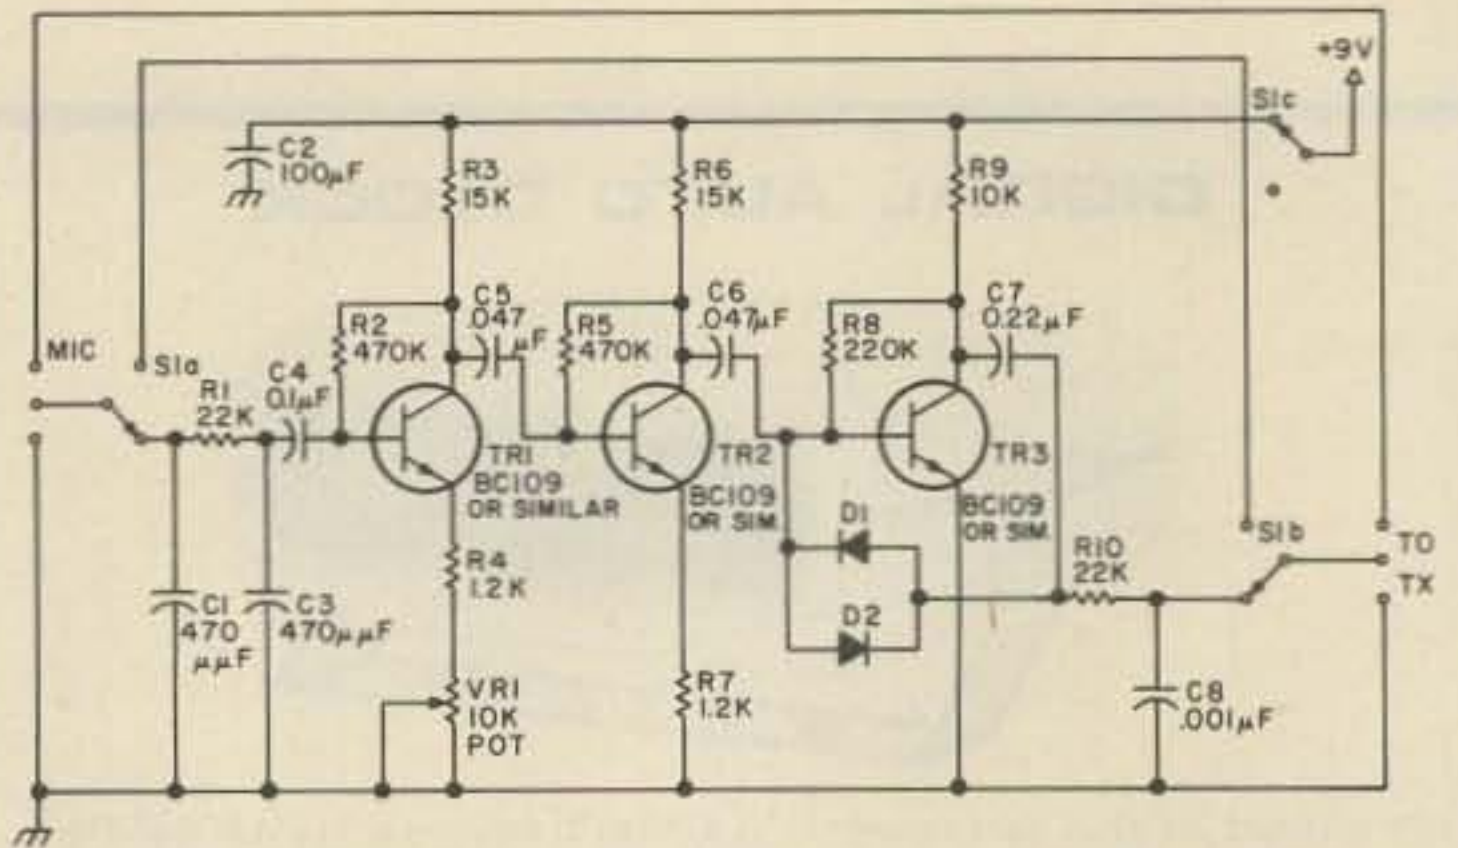 +9V
S1c
C2
100µF
R3
15K
R6
15K
R9
10K
MIC
S1a
R1
22K
C4
0.1µF
R2
470K
C5
.047
µF
R5
470K
C6
.047µF
R8
220K
C7
0.22µF
TR1
BC109
OR SIMILAR
TR2
BC109
OR SIM.
TR3
BC109
OR SIM.
D1
D2
R10
22K
S1b
TO
TX
R4
1.2K
C1
470
µµF
C3
470µµF
VR1
10K
POT
R7
1.2K
C8
.001µF